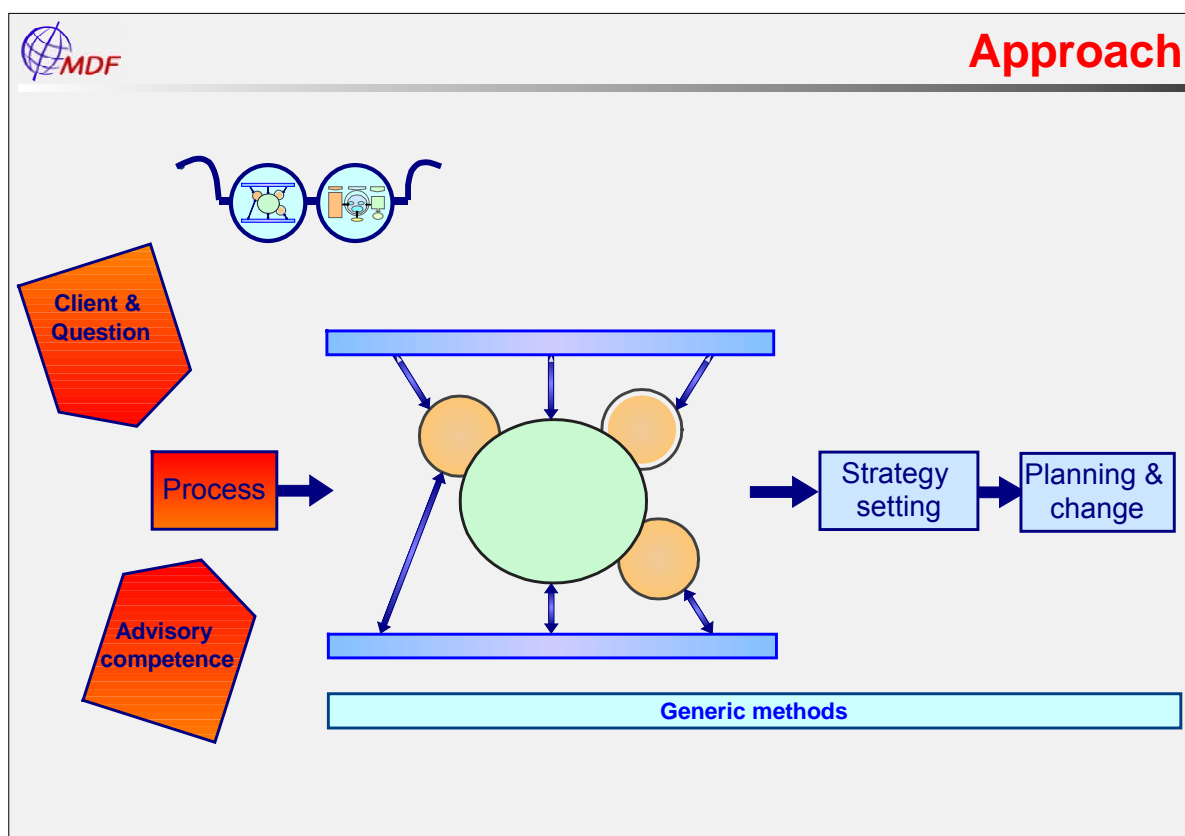 MDF
Approach
Client &
Question
Process
Strategy
setting
Planning &
change
Advisory
competence
Generic methods